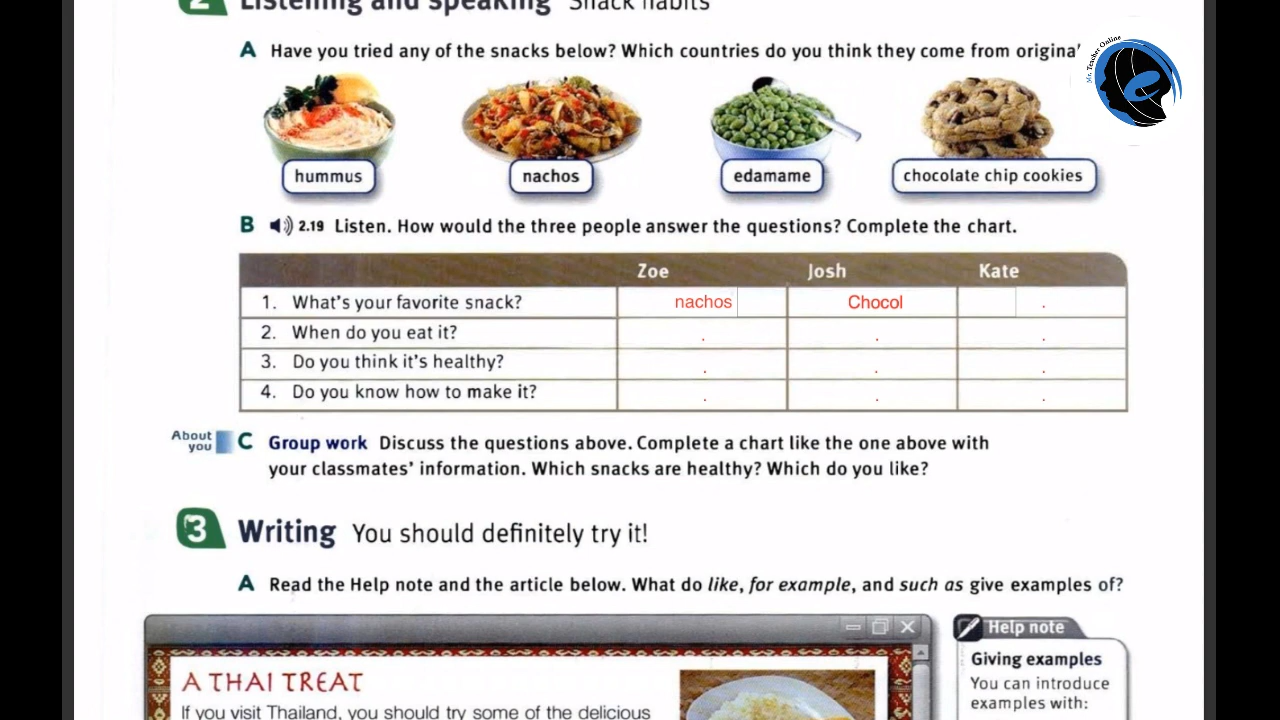 2 Listening and speaking Snack habits
A Have you tried any of the snacks below? Which countries do you think they come from original
Mr. Teacher Online
hummus
nachos
edamame
chocolate chip cookies
B 2.19 Listen. How would the three people answer the questions? Complete the chart.
Zoe Josh Kate
1. What's your favorite snack? nachos Chocol .
2. When do you eat it? . . .
3. Do you think it's healthy? . . .
4. Do you know how to make it? . . .
About you C Group work Discuss the questions above. Complete a chart like the one above with
your classmates' information. Which snacks are healthy? Which do you like?
3 Writing You should definitely try it!
A Read the Help note and the article below. What do like, for example, and such as give examples of?
A THAI TREAT
If you visit Thailand, you should try some of the delicious
Help note
Giving examples
You can introduce
examples with: